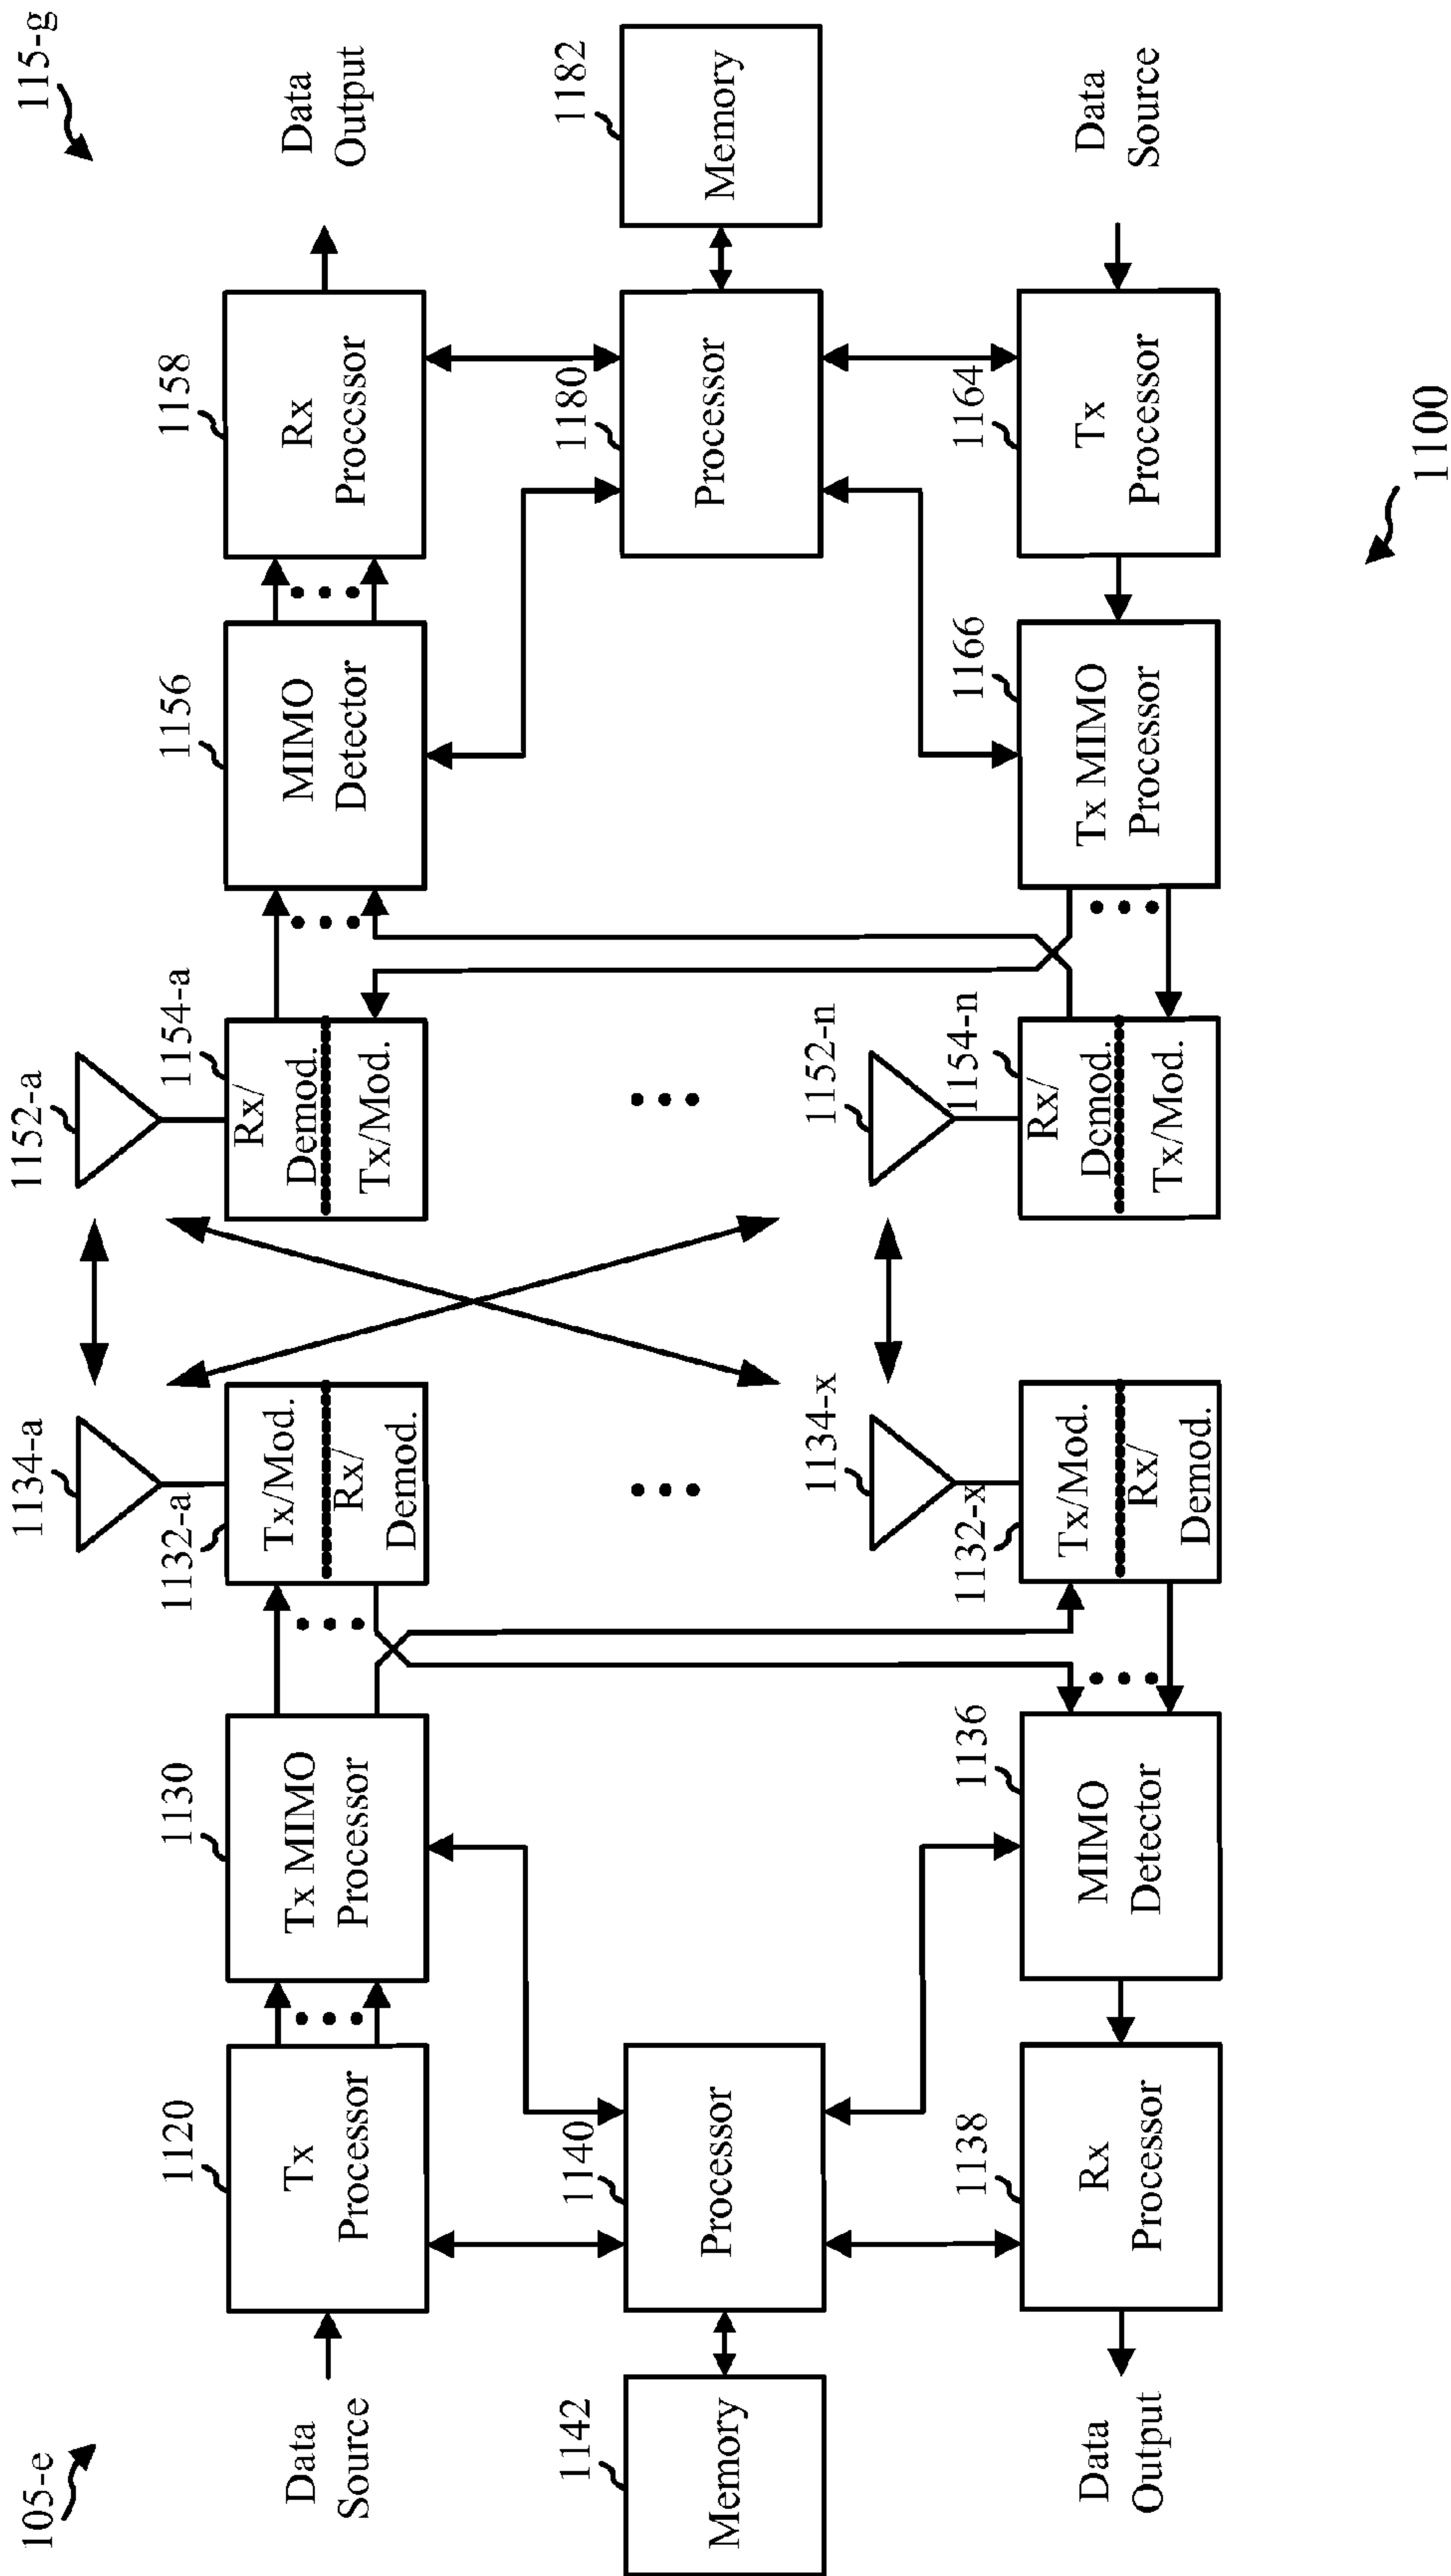 105-e
115-g
Data
Source
1120
Tx
Processor
1130
Tx MIMO
Processor
1134-a
1132-a
Tx/Mod.
Rx/
Demod.
1152-a
1154-a
Rx/
Demod.
Tx/Mod.
1156
MIMO
Detector
1158
Rx
Processor
Data
Output
1142
Memory
1140
Processor
1180
Processor
1182
Memory
Data
Output
1138
Rx
Processor
1136
MIMO
Detector
1134-x
1132-x
Tx/Mod.
Rx/
Demod.
1152-n
1154-n
Rx/
Demod.
Tx/Mod.
1166
Tx MIMO
Processor
1164
Tx
Processor
Data
Source
1100